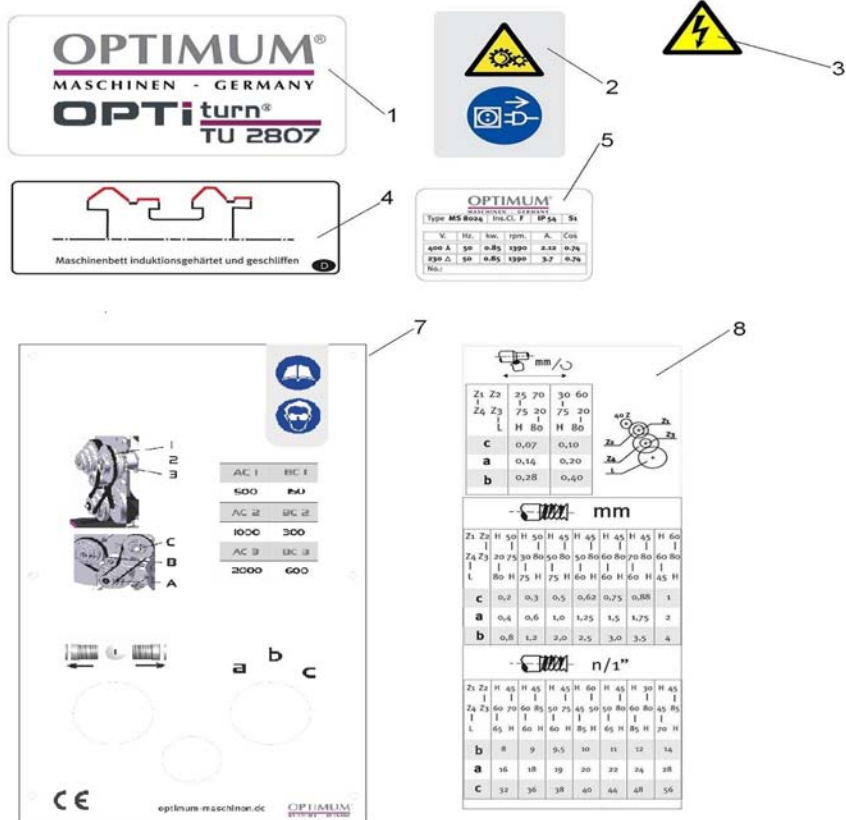 OPTIMUM®
MASCHINEN - GERMANY
OPTi turn®
TU 2807
1
2
3
4
Maschinenbett induktionsgehärtet und geschliffen
D
5
OPTIMUM®
MASCHINEN - GERMANY
Type MS 8024 Ins.Cl. F IP 54 S1
V. Hz. kw. rpm. A. Cos
400 Y 50 0.85 1390 2.12 0.74
230 △ 50 0.85 1390 3.7 0.74
No.:
7
1
2
3
C
B
A
AC 1 BC 1
500 150
AC 2 BC 2
1000 300
AC 3 BC 3
2000 600
a b c
CE
optimum-maschinen.de
OPTIMUM
8
mm/
Z1 Z2 25 70 30 60
Z4 Z3 75 20 75 20
L H 80 H 80
c 0,07 0,10
a 0,14 0,20
b 0,28 0,40
40 Z
Z1
Z2
Z3
Z4
L
mm
Z1 Z2 H 50 H 50 H 45 H 45 H 45 H 45 H 60
Z4 Z3 20 75 30 80 50 80 50 80 60 80 70 80 60 80
L 80 H 75 H 75 H 60 H 60 H 60 H 45 H
c 0,2 0,3 0,5 0,62 0,75 0,88 1
a 0,4 0,6 1,0 1,25 1,5 1,75 2
b 0,8 1,2 2,0 2,5 3,0 3,5 4
n/1"
Z1 Z2 H 45 H 45 H 45 H 60 H 45 H 30 H 45
Z4 Z3 60 70 60 85 50 75 45 50 50 80 60 80 45 85
L 65 H 60 H 60 H 85 H 65 H 85 H 70 H
b 8 9 9,5 10 11 12 14
a 16 18 19 20 22 24 28
c 32 36 38 40 44 48 56